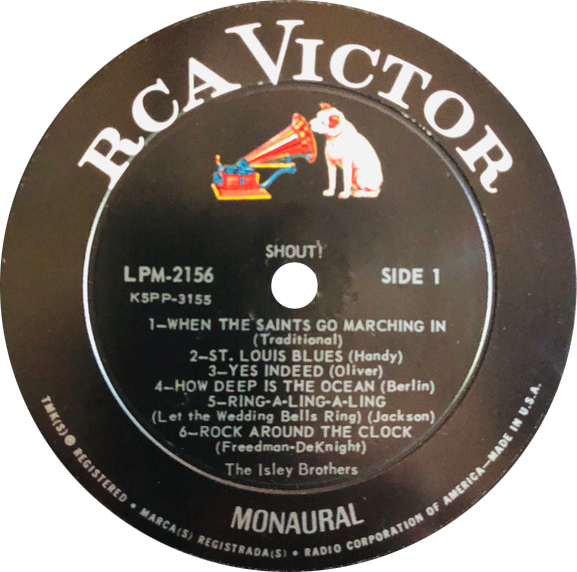 RCA VICTOR
SHOUT!
LPM-2156 SIDE 1
K5PP-3155
1—WHEN THE SAINTS GO MARCHING IN
(Traditional)
2—ST. LOUIS BLUES (Handy)
3—YES INDEED (Oliver)
4—HOW DEEP IS THE OCEAN (Berlin)
5—RING-A-LING-A-LING
(Let the Wedding Bells Ring) (Jackson)
6—ROCK AROUND THE CLOCK
(Freedman-DeKnight)
The Isley Brothers
MONAURAL
TMK(S) ® REGISTERED • MARCA(S) REGISTRADA(S) • RADIO CORPORATION OF AMERICA—MADE IN U.S.A.